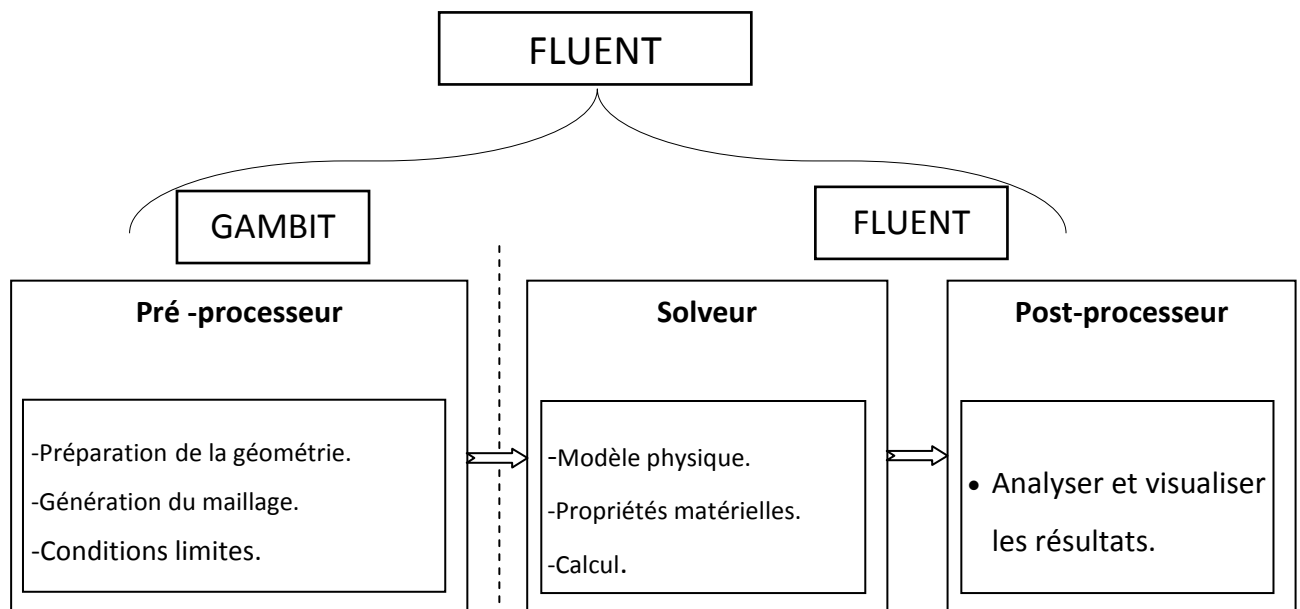 FLUENT
GAMBIT
FLUENT
Pré -processeur
-Préparation de la géométrie.
-Génération du maillage.
-Conditions limites.
Solveur
-Modèle physique.
-Propriétés matérielles.
-Calcul.
Post-processeur
• Analyser et visualiser
les résultats.